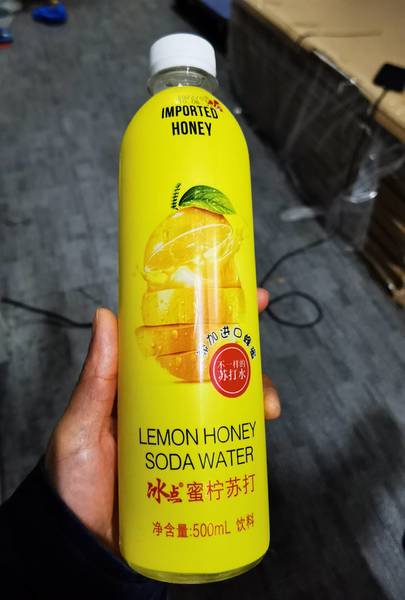 IMPORTED
HONEY
添加进口蜂蜜
不一样的
苏打水
LEMON HONEY
SODA WATER
冰点®蜜柠苏打
净含量:500mL 饮料